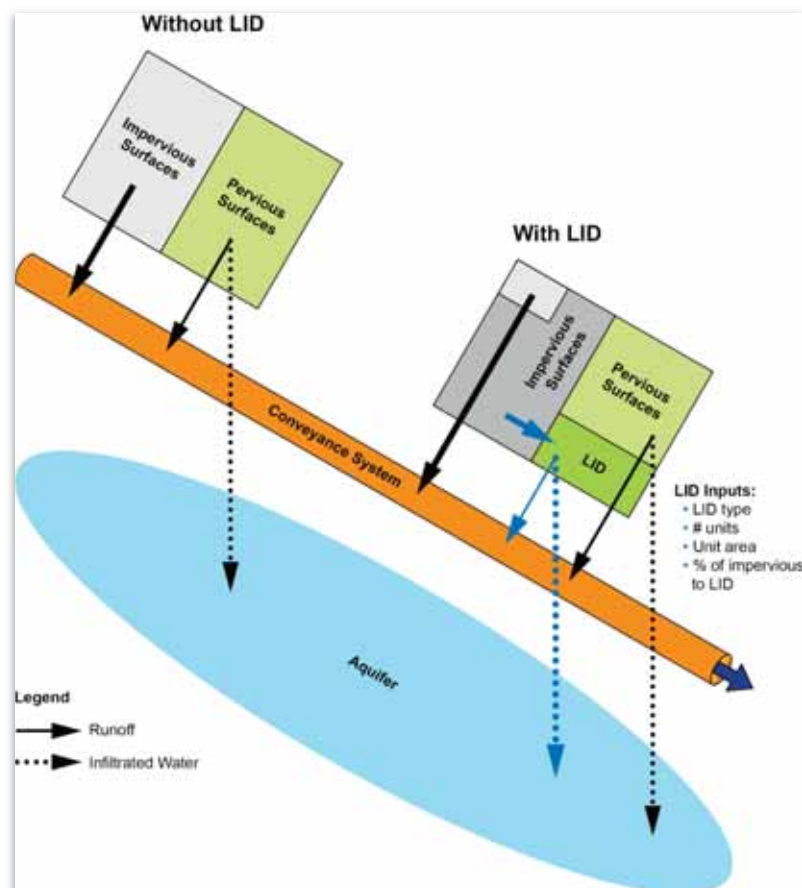 Without LID
Impervious
Surfaces
Pervious
Surfaces
With LID
Impervious
Surfaces
Pervious
Surfaces
LID
Conveyance System
LID Inputs:
• LID type
• # units
• Unit area
• % of impervious
to LID
Aquifer
Legend
Runoff
Infiltrated Water